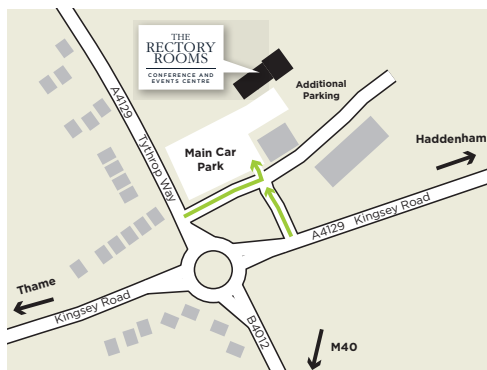 THE
RECTORY
ROOMS
CONFERENCE AND
EVENTS CENTRE
Additional
Parking
A4129 Tythrop Way
Main Car
Park
Haddenham
A4129 Kingsey Road
Thame
Kingsey Road
B4012
M40